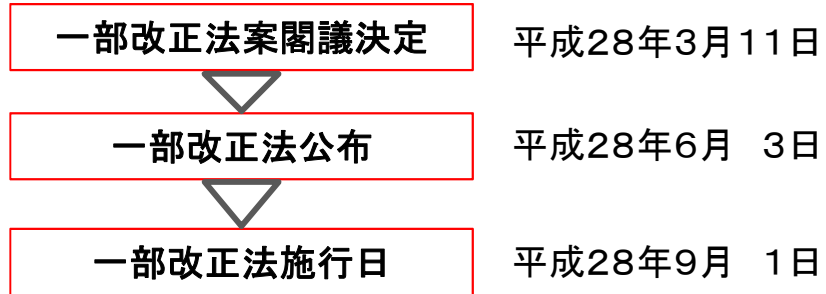 一部改正法案閣議決定 平成28年3月11日
一部改正法公布 平成28年6月 3日
一部改正法施行日 平成28年9月 1日